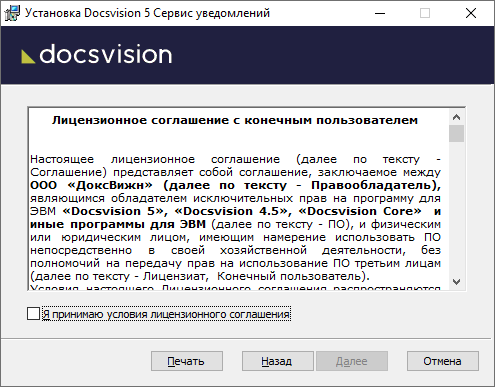 Установка Docsvision 5 Сервис уведомлений
docsvision
Лицензионное соглашение с конечным пользователем
Настоящее лицензионное соглашение (далее по тексту -
Соглашение) представляет собой соглашение, заключаемое между
ООО «ДоксВижн» (далее по тексту - Правообладатель),
являющимся обладателем исключительных прав на программу для
ЭВМ «Docsvision 5», «Docsvision 4.5», «Docsvision Core» и
иные программы для ЭВМ (далее по тексту - ПО), и физическим
или юридическим лицом, имеющим намерение использовать ПО
непосредственно в своей хозяйственной деятельности, без
полномочий на передачу прав на использование ПО третьим лицам
(далее по тексту - Лицензиат, Конечный пользователь).
Условия настоящего Лицензионного соглашения распространяются
Я принимаю условия лицензионного соглашения
Печать
Назад
Далее
Отмена